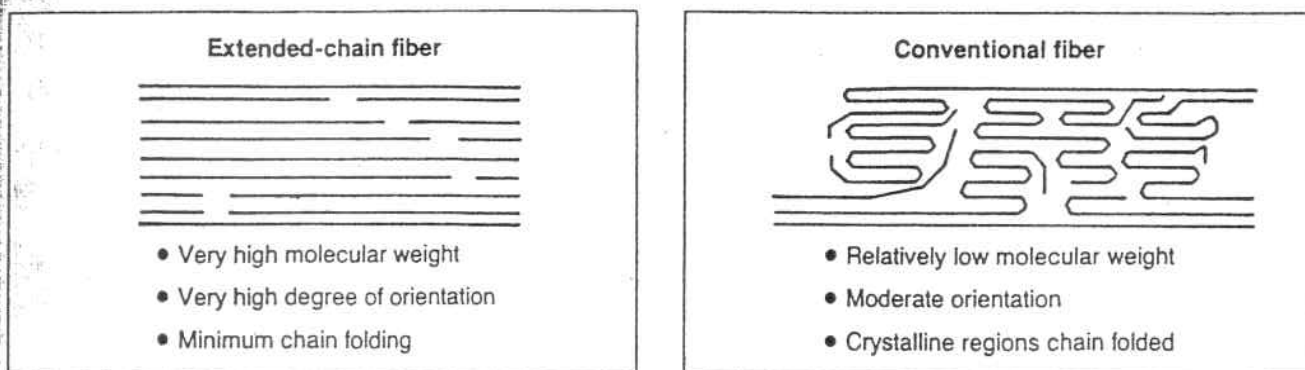 Extended-chain fiber
• Very high molecular weight
• Very high degree of orientation
• Minimum chain folding
Conventional fiber
• Relatively low molecular weight
• Moderate orientation
• Crystalline regions chain folded